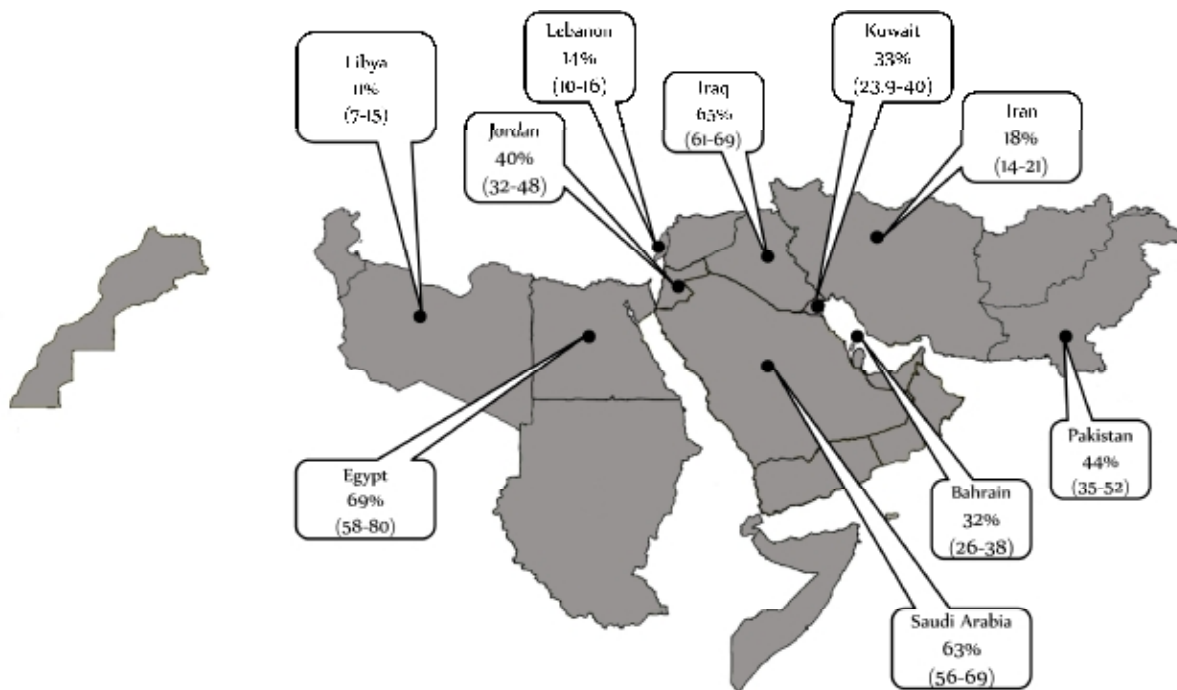 Lebanon
14%
(10-16)
Kuwait
33%
(23.9-40)
Libya
11%
(7-15)
Iraq
65%
(61-69)
Iran
18%
(14-21)
Jordan
40%
(32-48)
Pakistan
44%
(35-52)
Egypt
69%
(58-80)
Bahrain
32%
(26-38)
Saudi Arabia
63%
(56-69)